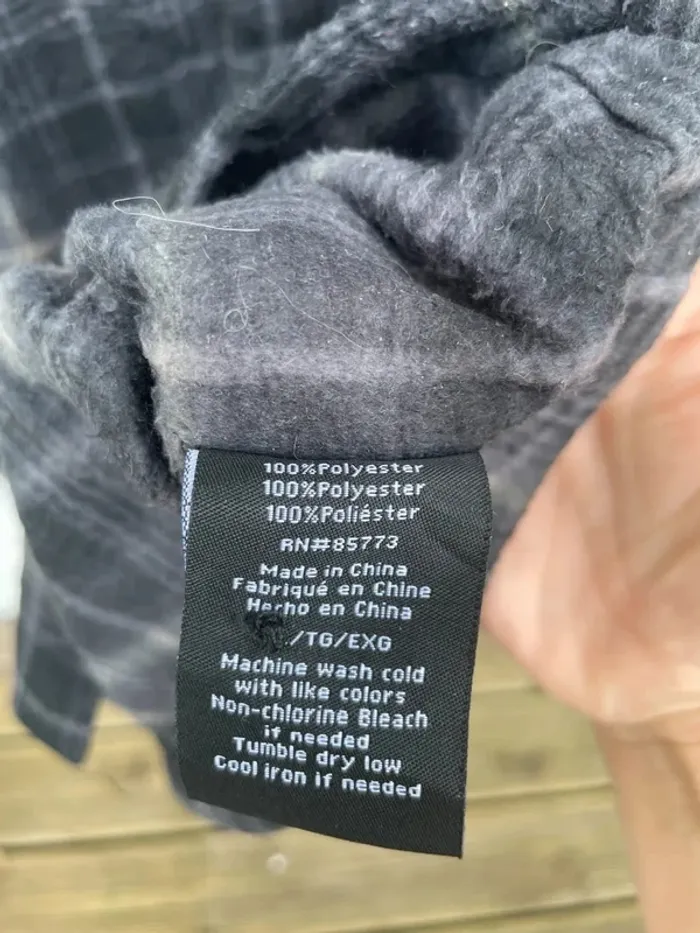 100%Polyester
100%Polyester
100%Poliéster
RN#85773
Made in China
Fabriqué en Chine
Hecho en China
/TG/EXG
Machine wash cold
with like colors
Non-chlorine Bleach
if needed
Tumble dry low
Cool iron if needed